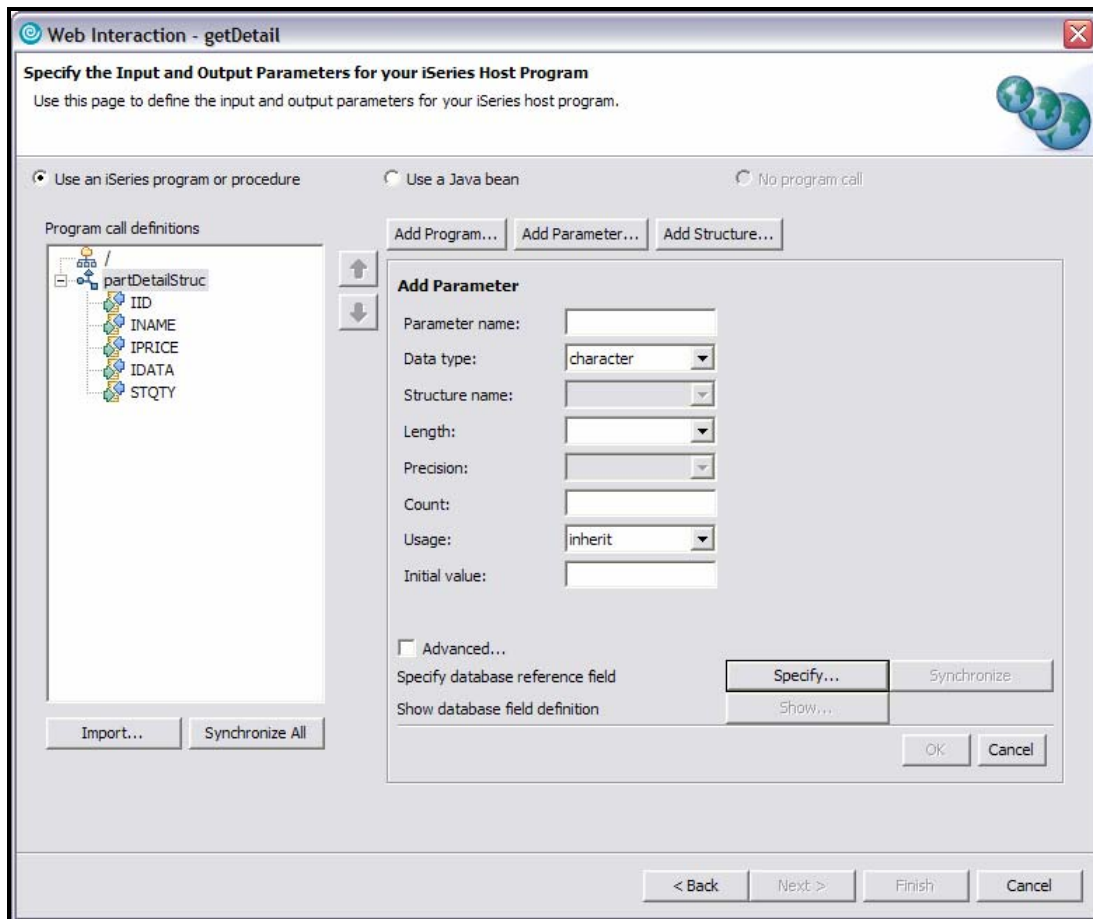 Web Interaction - getDetail
Specify the Input and Output Parameters for your iSeries Host Program
Use this page to define the input and output parameters for your iSeries host program.
Use an iSeries program or procedure
Use a Java bean
No program call
Program call definitions
/
partDetailStruc
IID
INAME
IPRICE
IDATA
STQTY
Import...
Synchronize All
Add Program...
Add Parameter...
Add Structure...
Add Parameter
Parameter name:
Data type: character
Structure name:
Length:
Precision:
Count:
Usage: inherit
Initial value:
Advanced...
Specify database reference field Specify... Synchronize
Show database field definition Show...
OK Cancel
< Back Next > Finish Cancel